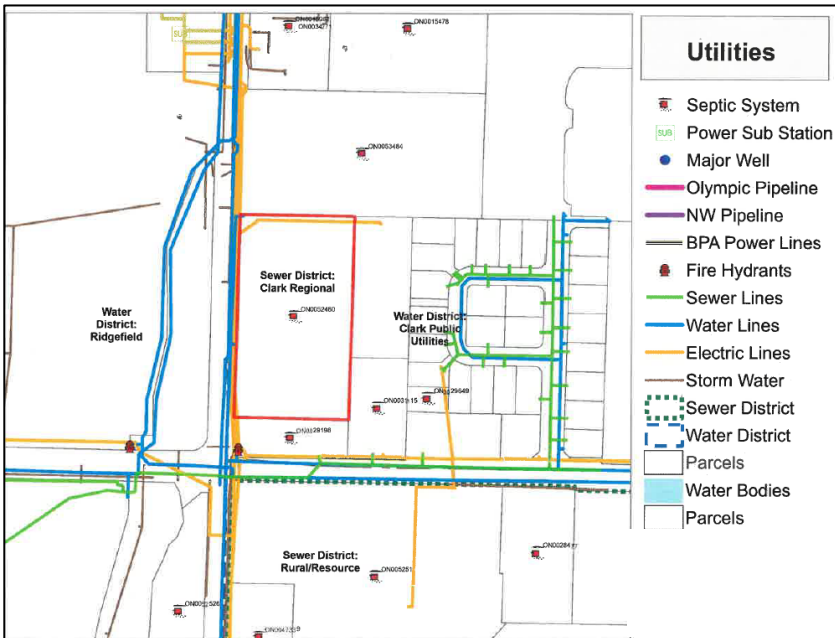 ON0015478
SUB
ON0053484
Sewer District:
Clark Regional
ON0052460
Water
District:
Ridgefield
Water District:
Clark Public
Utilities
ON0029198
Sewer District:
Rural/Resource
Utilities
Septic System
SUB
Power Sub Station
Major Well
Olympic Pipeline
NW Pipeline
BPA Power Lines
Fire Hydrants
Sewer Lines
Water Lines
Electric Lines
Storm Water
Sewer District
Water District
Parcels
Water Bodies
Parcels